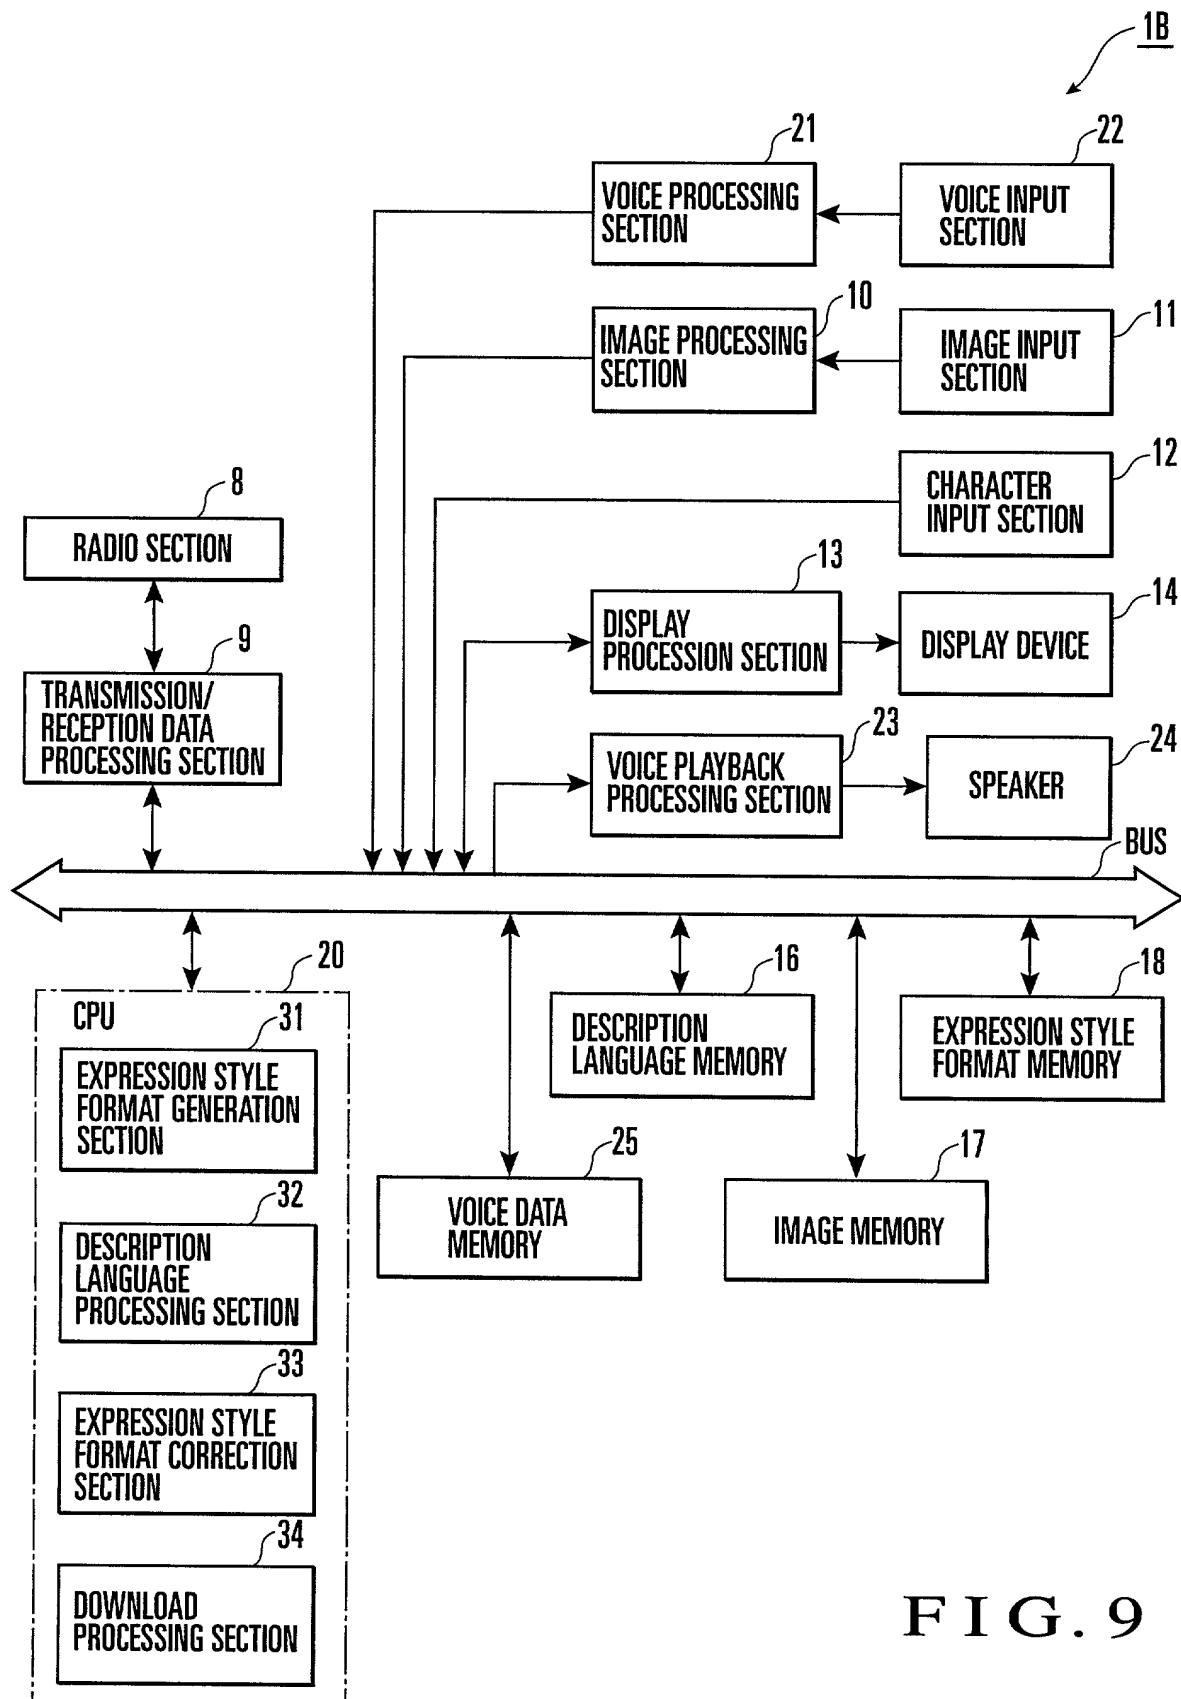 1B
21
VOICE PROCESSING
SECTION
22
VOICE INPUT
SECTION
10
IMAGE PROCESSING
SECTION
11
IMAGE INPUT
SECTION
12
CHARACTER
INPUT SECTION
8
RADIO SECTION
13
DISPLAY
PROCESSION SECTION
14
DISPLAY DEVICE
9
TRANSMISSION/
RECEPTION DATA
PROCESSING SECTION
23
VOICE PLAYBACK
PROCESSING SECTION
24
SPEAKER
BUS
20
CPU
16
DESCRIPTION
LANGUAGE MEMORY
18
EXPRESSION STYLE
FORMAT MEMORY
31
EXPRESSION STYLE
FORMAT GENERATION
SECTION
25
VOICE DATA
MEMORY
17
IMAGE MEMORY
32
DESCRIPTION
LANGUAGE
PROCESSING SECTION
33
EXPRESSION STYLE
FORMAT CORRECTION
SECTION
34
DOWNLOAD
PROCESSING SECTION
FIG. 9